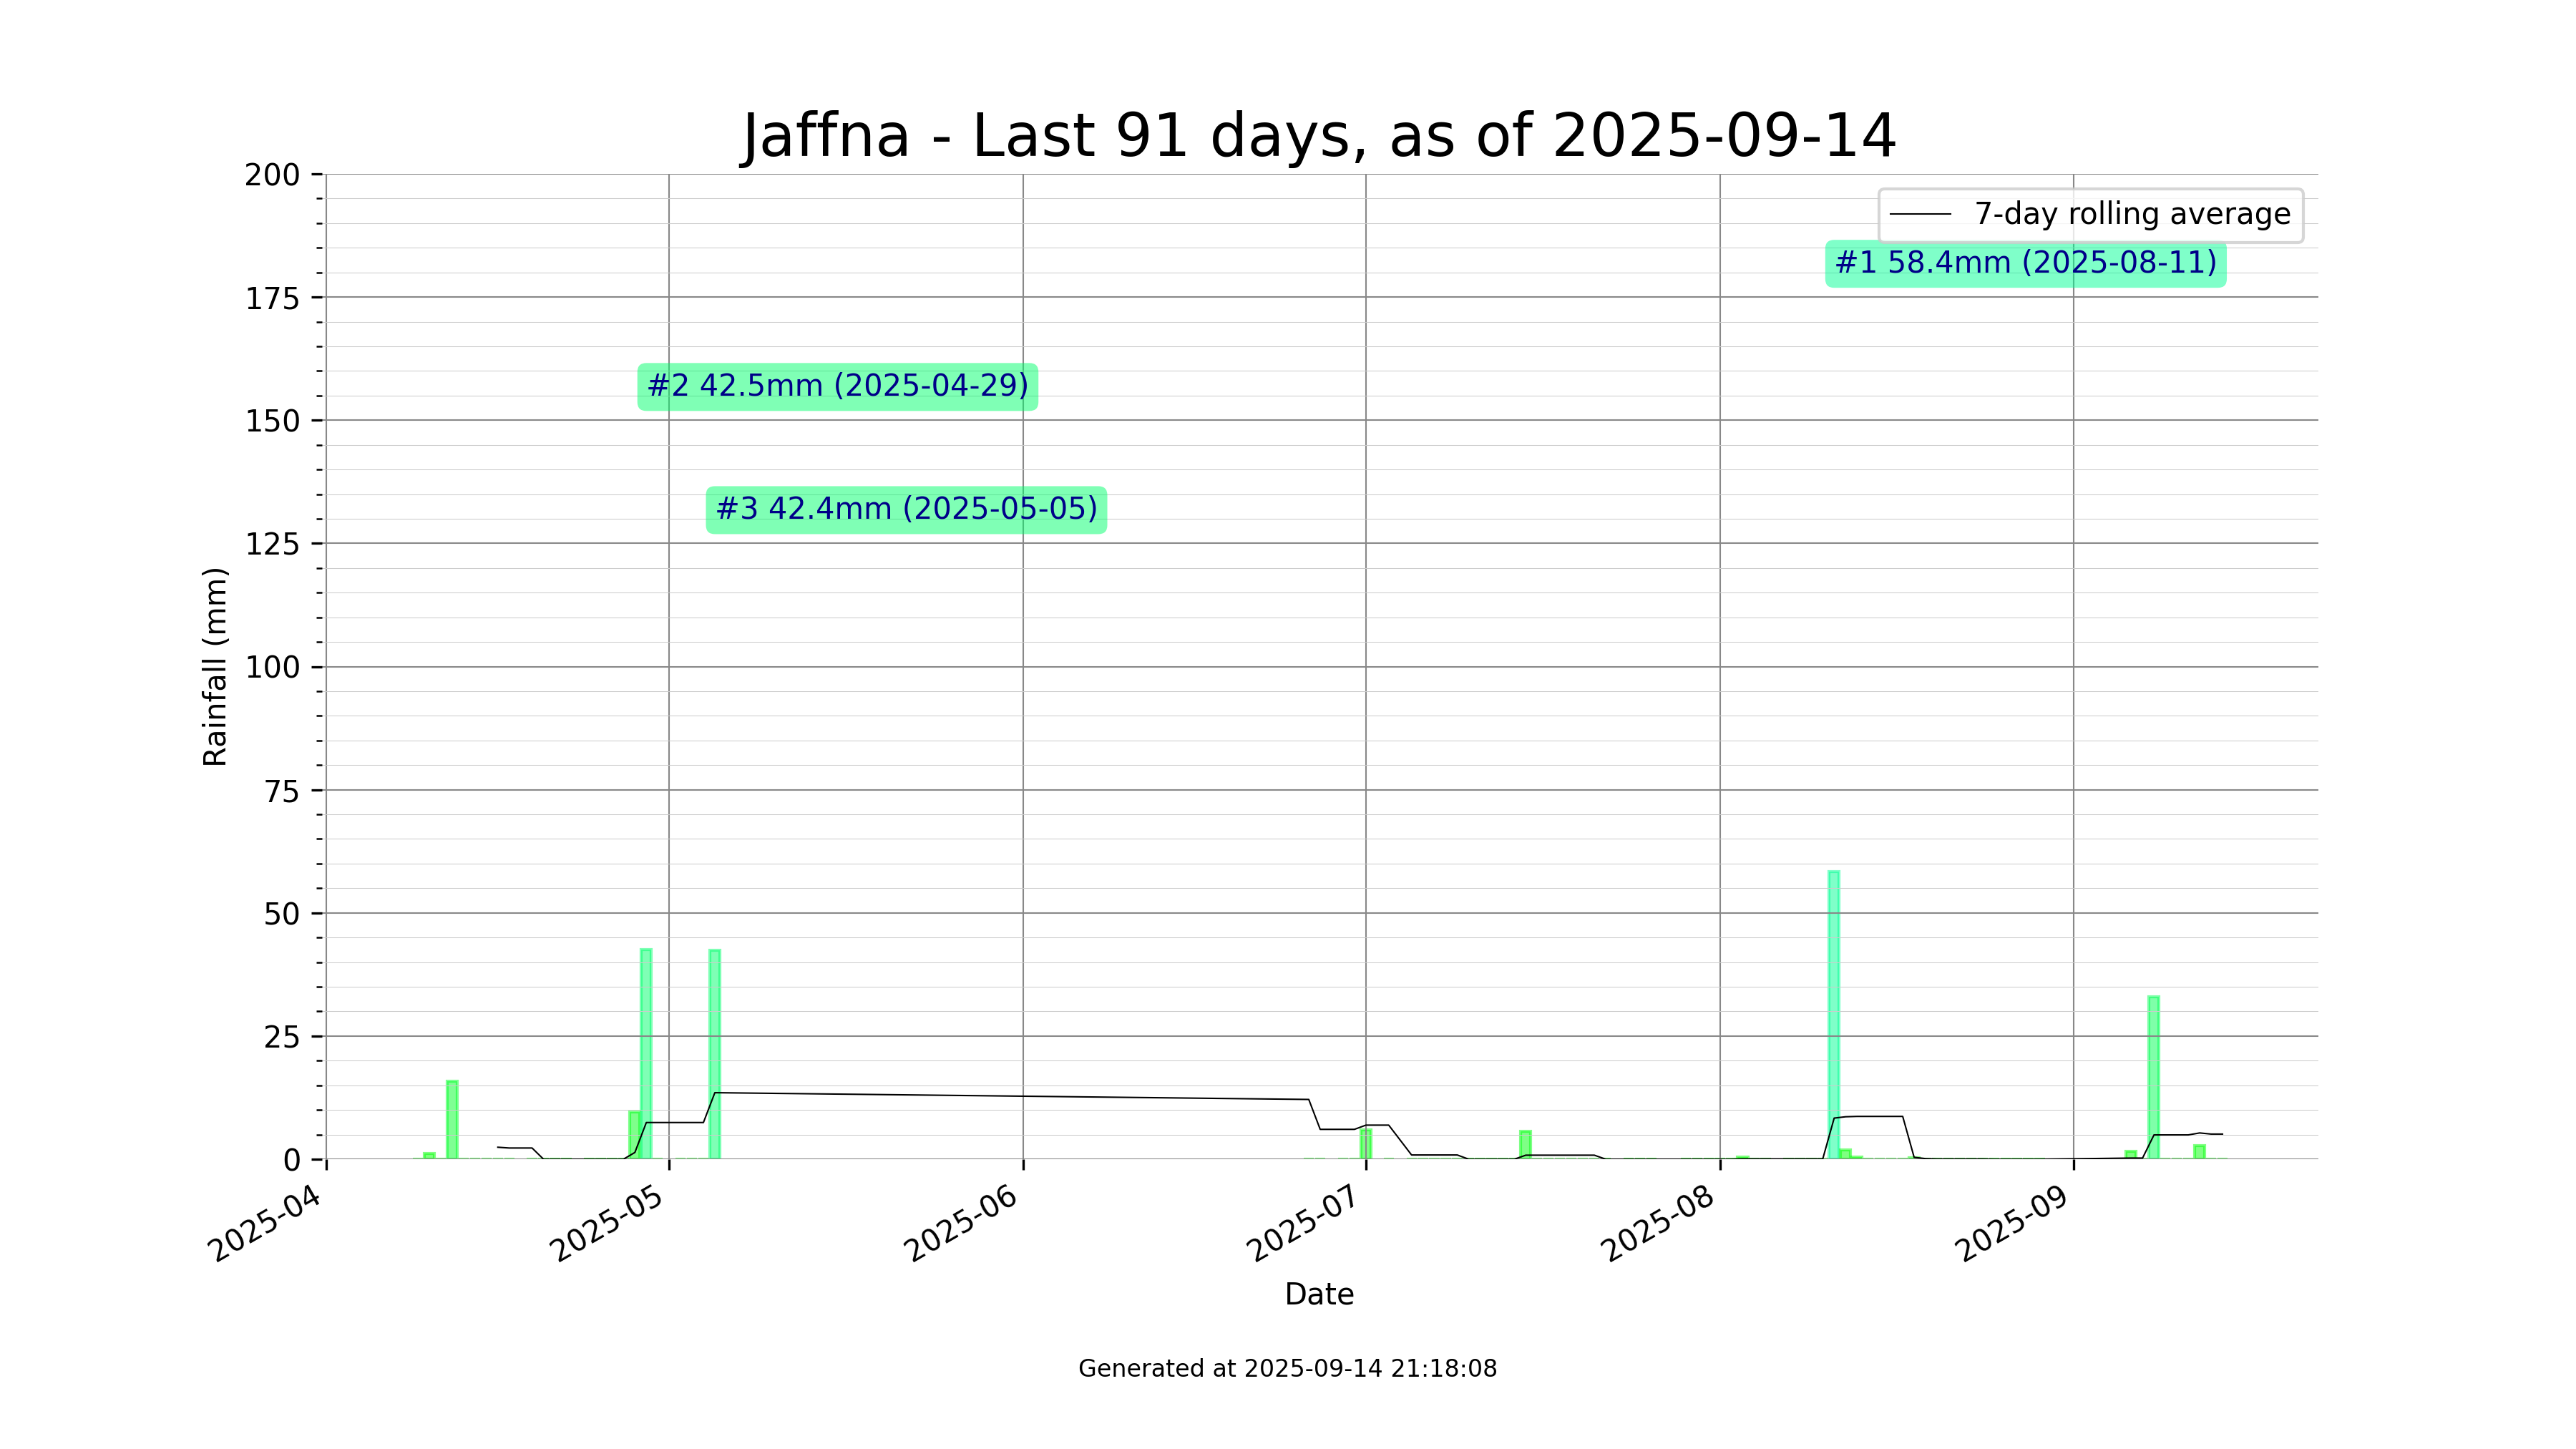 Jaffna - Last 91 days, as of 2025-09-14
200
175
150
125
100
75
50
25
0
Rainfall (mm)
7-day rolling average
#1 58.4mm (2025-08-11)
#2 42.5mm (2025-04-29)
#3 42.4mm (2025-05-05)
2025-04
2025-05
2025-06
2025-07
2025-08
2025-09
Date
Generated at 2025-09-14 21:18:08